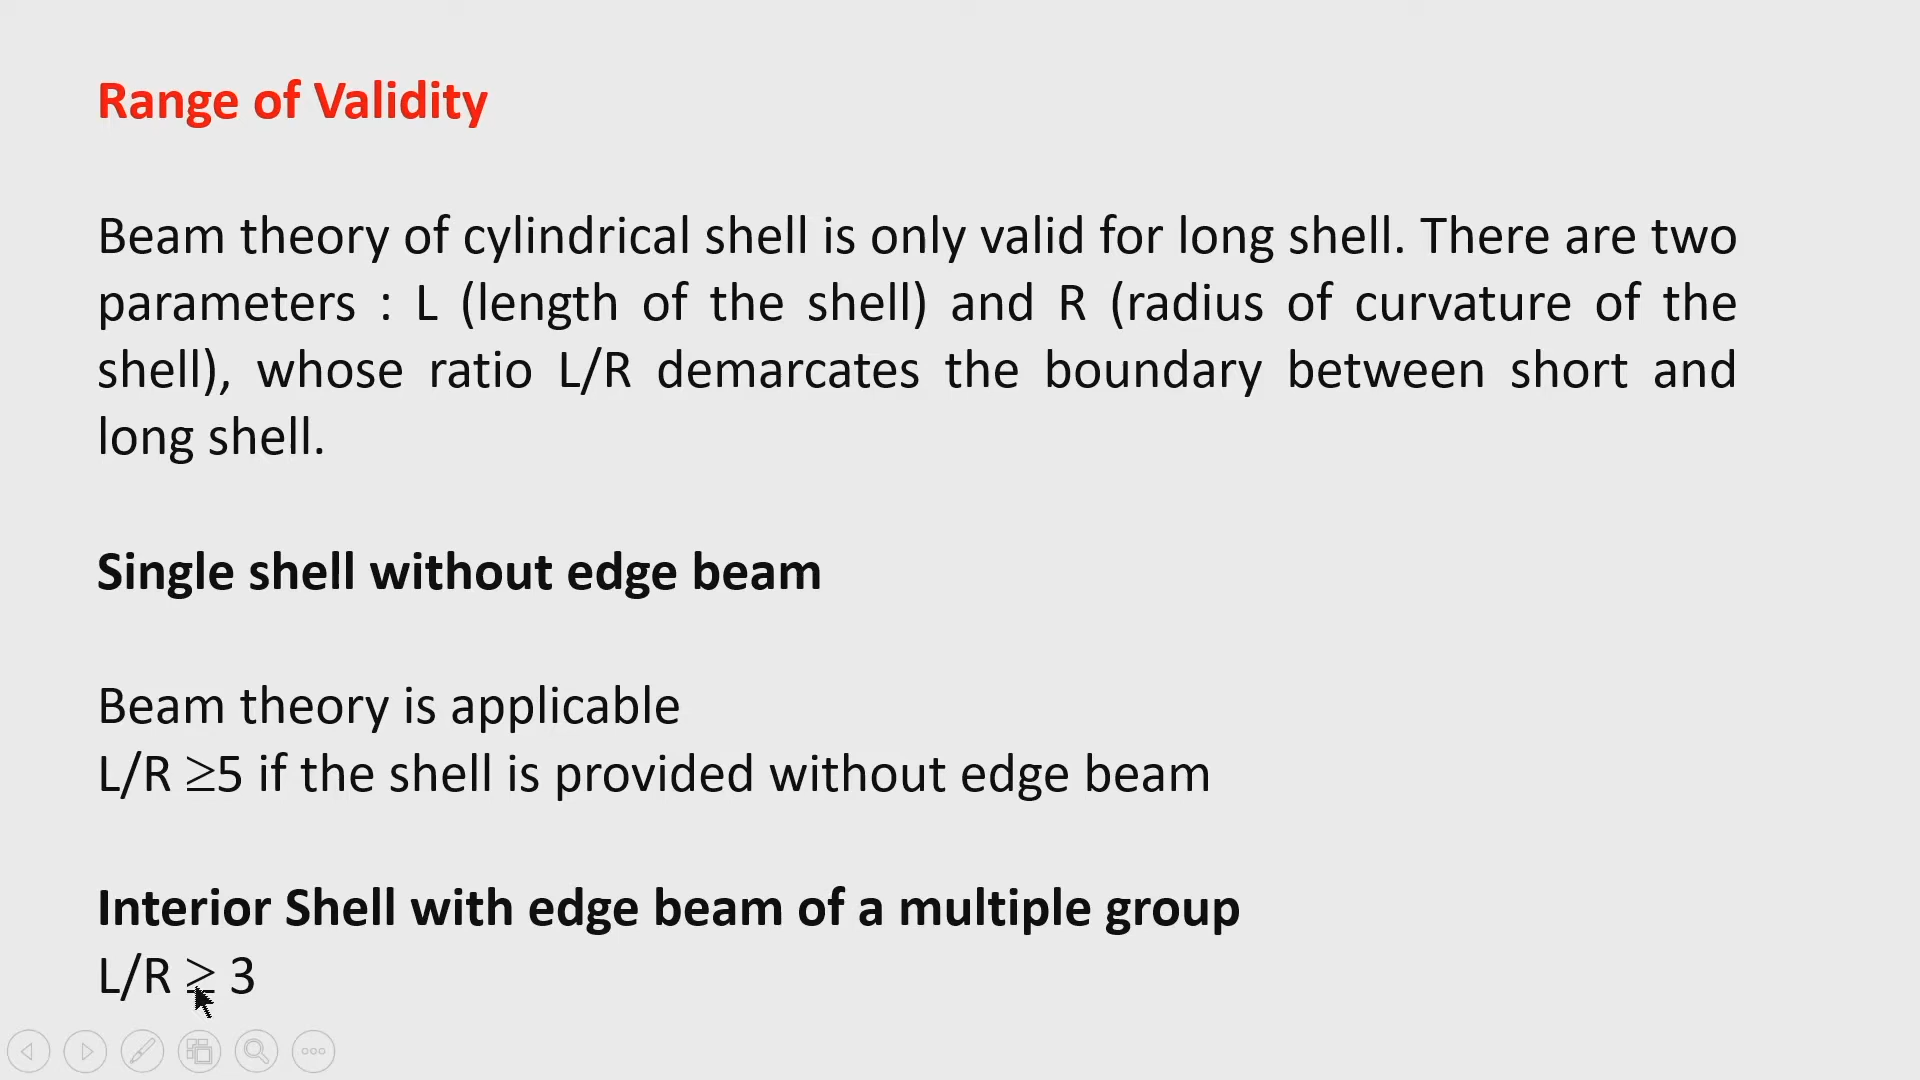 Range of Validity
Beam theory of cylindrical shell is only valid for long shell. There are two
parameters : L (length of the shell) and R (radius of curvature of the
shell), whose ratio L/R demarcates the boundary between short and
long shell.
Single shell without edge beam
Beam theory is applicable
L/R ≥5 if the shell is provided without edge beam
Interior Shell with edge beam of a multiple group
L/R ≥ 3